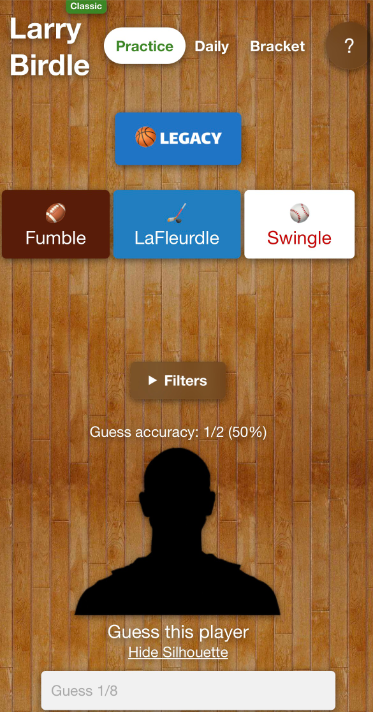 Classic
Larry
Birdle
Practice Daily Bracket ?
LEGACY
Fumble LaFleurdle Swingle
Filters
Guess accuracy: 1/2 (50%)
Guess this player
Hide Silhouette
Guess 1/8